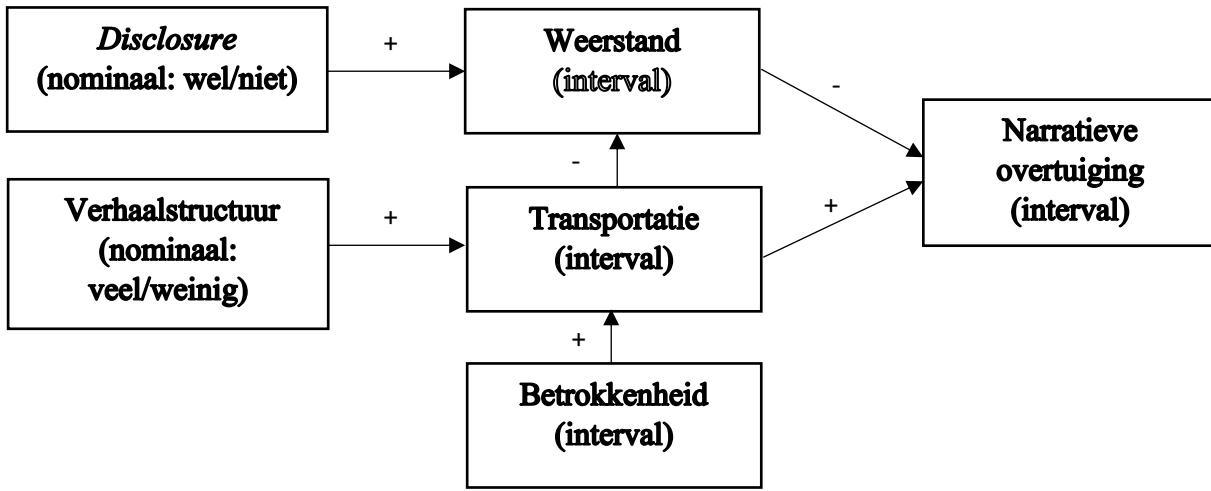 Disclosure
(nominaal: wel/niet)
+
Weerstand
(interval)
-
Narratieve
overtuiging
(interval)
-
Verhaalstructuur
(nominaal:
veel/weinig)
+
Transportatie
(interval)
+
+
Betrokkenheid
(interval)